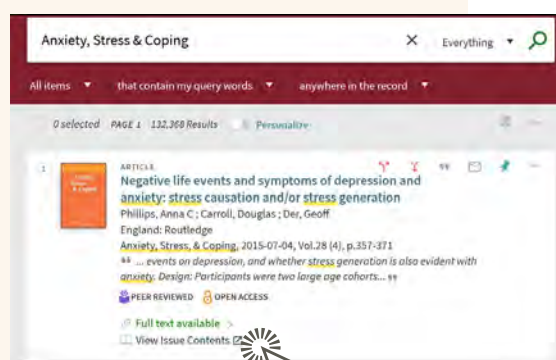 Anxiety, Stress & Coping × Everything
All items that contain my query words anywhere in the record
0 selected PAGE 1 132,368 Results Personalize
1
ARTICLE
Negative life events and symptoms of depression and
anxiety: stress causation and/or stress generation
Phillips, Anna C ; Carroll, Douglas ; Der, Geoff
England: Routledge
Anxiety, Stress, & Coping, 2015-07-04, Vol.28 (4), p.357-371
“ ... events on depression, and whether stress generation is also evident with
anxiety. Design: Participants were two large age cohorts... ”
PEER REVIEWED OPEN ACCESS
Full text available >
View Issue Contents